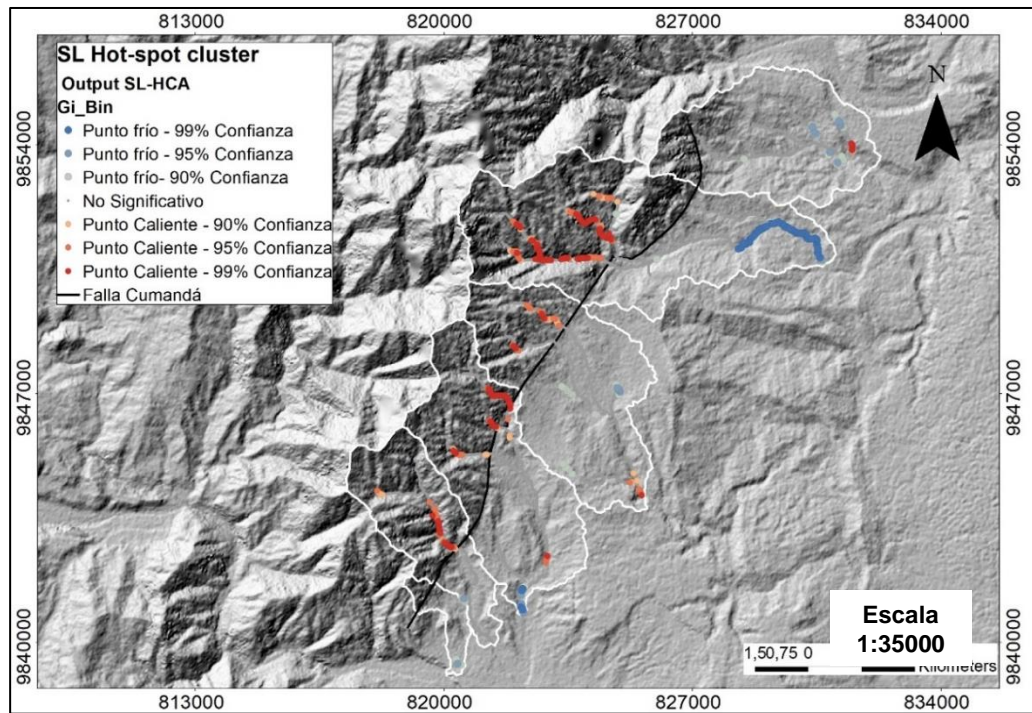 813000 820000 827000 834000
SL Hot-spot cluster
Output SL-HCA
Gi_Bin
Punto frío - 99% Confianza
Punto frío - 95% Confianza
Punto frío- 90% Confianza
No Significativo
Punto Caliente - 90% Confianza
Punto Caliente - 95% Confianza
Punto Caliente - 99% Confianza
Falla Cumandá
N
9854000 9854000
9847000 9847000
9840000 9840000
Escala
1:35000
1,50,75 0
Kilometers
813000 820000 827000 834000